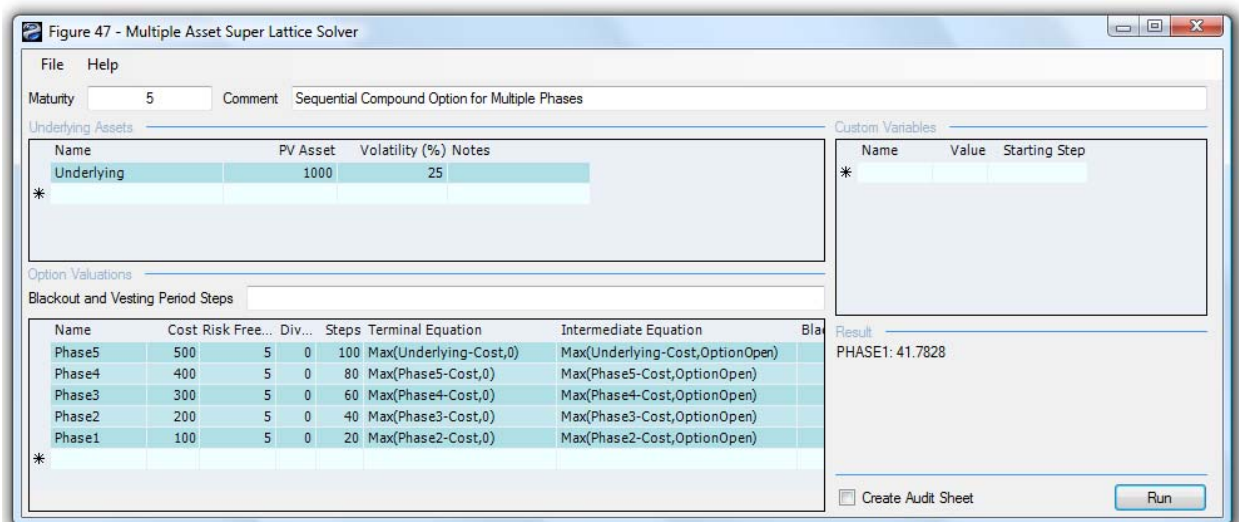 Figure 47 - Multiple Asset Super Lattice Solver
File Help
Maturity 5 Comment Sequential Compound Option for Multiple Phases
Underlying Assets
Name PV Asset Volatility (%) Notes
Underlying 1000 25
*
Custom Variables
Name Value Starting Step
*
Option Valuations
Blackout and Vesting Period Steps
Name Cost Risk Free... Div... Steps Terminal Equation Intermediate Equation Bla
Phase5 500 5 0 100 Max(Underlying-Cost,0) Max(Underlying-Cost,OptionOpen)
Phase4 400 5 0 80 Max(Phase5-Cost,0) Max(Phase5-Cost,OptionOpen)
Phase3 300 5 0 60 Max(Phase4-Cost,0) Max(Phase4-Cost,OptionOpen)
Phase2 200 5 0 40 Max(Phase3-Cost,0) Max(Phase3-Cost,OptionOpen)
Phase1 100 5 0 20 Max(Phase2-Cost,0) Max(Phase2-Cost,OptionOpen)
*
Result
PHASE1: 41.7828
Create Audit Sheet Run